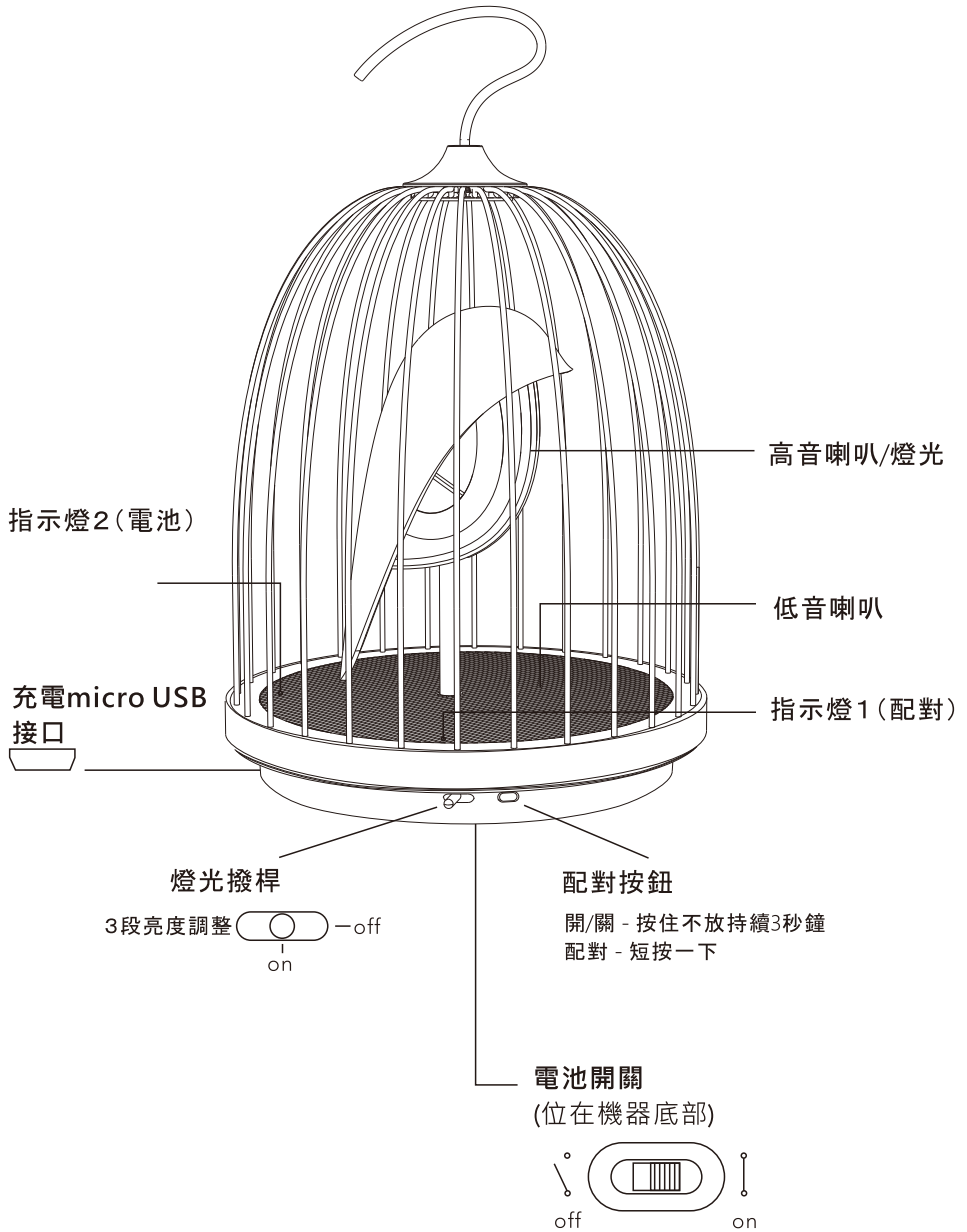 高音喇叭/燈光
指示燈2（電池）
低音喇叭
充電micro USB
接口
指示燈1（配對）
燈光撥桿
3段亮度調整
off
on
配對按鈕
開/關 - 按住不放持續3秒鐘
配對 - 短按一下
電池開關
(位在機器底部)
off
on